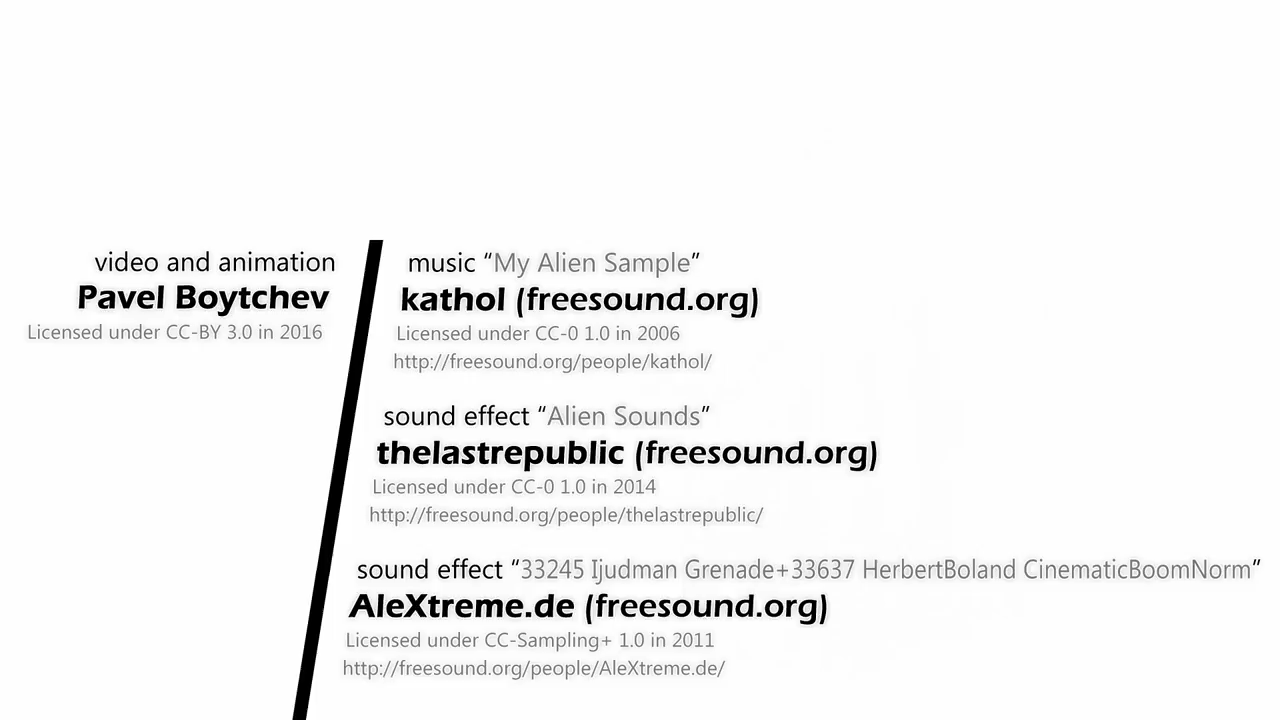 video and animation
Pavel Boytchev
Licensed under CC-BY 3.0 in 2016
music “My Alien Sample”
kathol (freesound.org)
Licensed under CC-0 1.0 in 2006
http://freesound.org/people/kathol/
sound effect “Alien Sounds”
thelastrepublic (freesound.org)
Licensed under CC-0 1.0 in 2014
http://freesound.org/people/thelastrepublic/
sound effect “33245 Ijudman Grenade+33637 HerbertBoland CinematicBoomNorm”
AleXtreme.de (freesound.org)
Licensed under CC-Sampling+ 1.0 in 2011
http://freesound.org/people/AleXtreme.de/